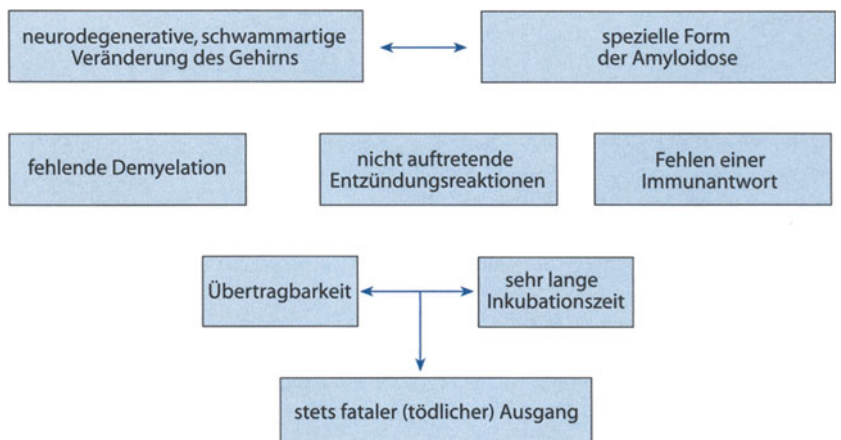 neurodegenerative, schwammartige
Veränderung des Gehirns
spezielle Form
der Amyloidose
fehlende Demyelation
nicht auftretende
Entzündungsreaktionen
Fehlen einer
Immunantwort
Übertragbarkeit
sehr lange
Inkubationszeit
stets fataler (tödlicher) Ausgang